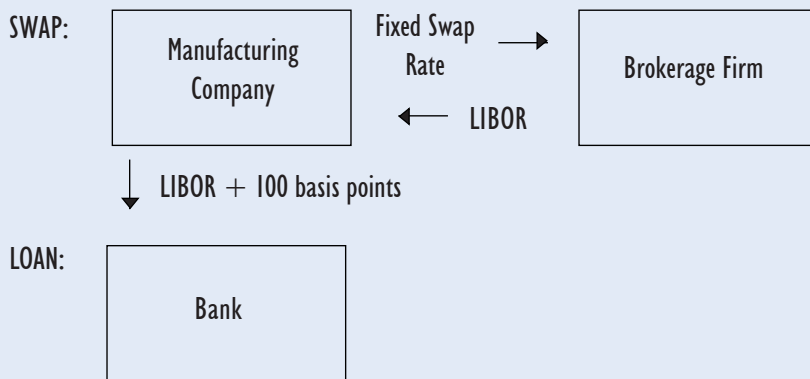 SWAP:
Manufacturing
Company
Fixed Swap
Rate
LIBOR
Brokerage Firm
LIBOR + 100 basis points
LOAN:
Bank